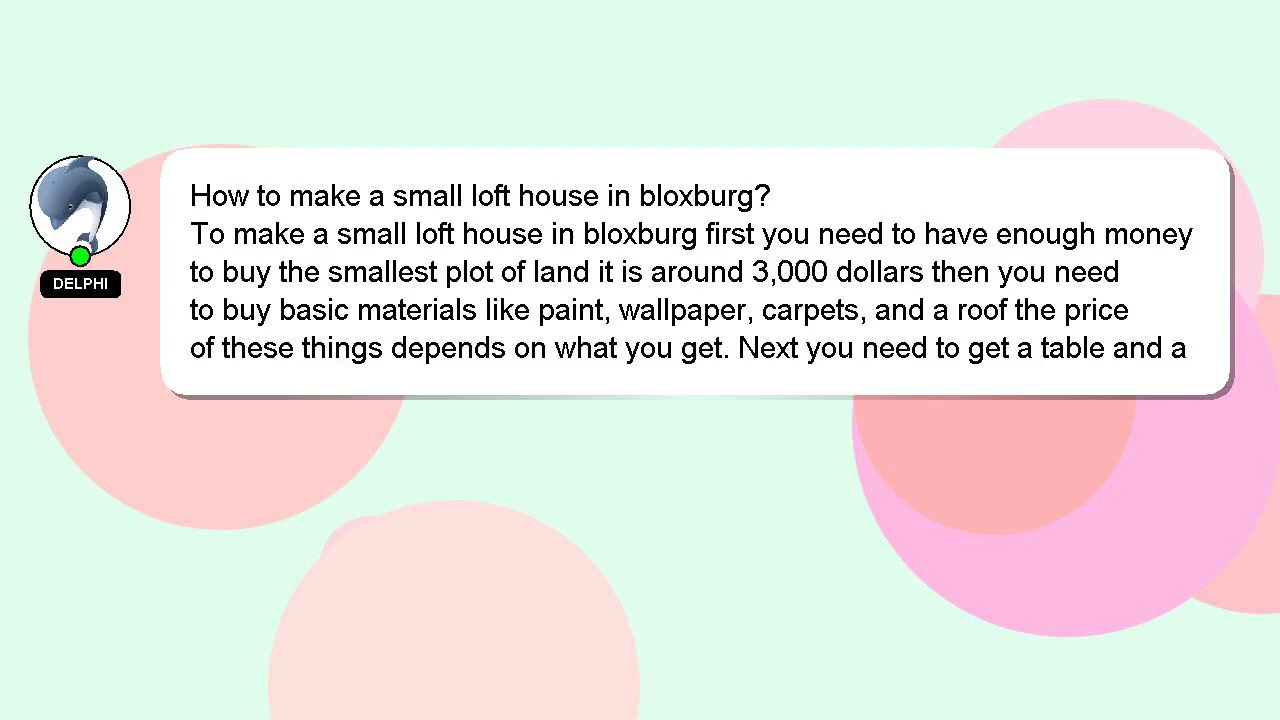 How to make a small loft house in bloxburg?
To make a small loft house in bloxburg first you need to have enough money
to buy the smallest plot of land it is around 3,000 dollars then you need
to buy basic materials like paint, wallpaper, carpets, and a roof the price
of these things depends on what you get. Next you need to get a table and a
DELPHI